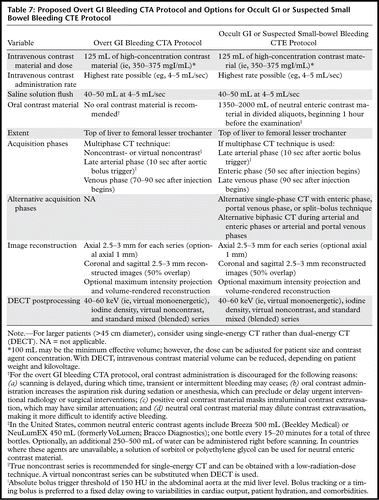 Table 7: Proposed Overt GI Bleeding CTA Protocol and Options for Occult GI or Suspected Small
Bowel Bleeding CTE Protocol
Variable
Overt GI Bleeding CTA Protocol
Occult GI or Suspected Small-bowel Bleeding
CTE Protocol
Intravenous contrast
material and dose
125 mL of high-concentration contrast
material (ie, 350–375 mgI/mL)*
125 mL of high-concentration contrast mate-
rial (ie, 350–375 mgI/mL)*
Intravenous contrast
administration rate
Highest rate possible (eg, 4–5 mL/sec)
Highest rate possible (eg, 4–5 mL/sec)
Saline solution flush
40–50 mL at 4–5 mL/sec
40–50 mL at 4–5 mL/sec
Oral contrast material
No oral contrast material is recom-
mended†
1350–2000 mL of neutral enteric contrast ma-
terial in divided aliquots, beginning 1 hour
before the examination‡
Extent
Top of liver to femoral lesser trochanter
Top of liver to femoral lesser trochanter
Acquisition phases
Multiphase CT technique:
Noncontrast- or virtual noncontrast§
Late arterial phase (10 sec after aortic
bolus trigger)ǁ
Portal venous phase (70–90 sec after injection
begins)
If multiphase CT technique is used:
Late arterial phase (10 sec after aortic bolus
trigger)ǁ
Enteric phase (50 sec after injection begins)
Late venous phase (90 sec after injection
begins)
Alternative acquisition
phases
NA
Alternative single-phase CT with enteric phase,
portal venous phase, or split-bolus technique
Alternative biphasic CT during arterial and
enteric phases or arterial and portal venous
phases
Image reconstruction
Axial 2.5–3 mm for each series (option-
al axial 1 mm)
Coronal and sagittal 2.5–3 mm recon-
structed images (50% overlap)
Optional maximum intensity projection
and volume-rendered reconstruction
Axial 2.5–3 mm for each series (optional axial
1 mm)
Coronal and sagittal 2.5–3 mm reconstructed
images (50% overlap)
Optional maximum intensity projection and
volume-rendered reconstruction
DECT postprocessing
40–60 keV (ie, virtual monoenergetic),
iodine density, virtual noncontrast,
and standard mixed (blended) series
40–60 keV (ie, virtual monoenergetic), iodine
density, virtual noncontrast, and standard
mixed (blended) series
Note.—For larger patients (>45 cm diameter), consider using single-energy CT rather than dual-energy CT
(DECT). NA = not applicable.
*100 mL may be the minimum effective volume; however, the dose can be adjusted for patient size and contrast
agent concentration. With DECT, intravenous contrast material volume can be reduced, depending on patient
weight and kilovoltage.
†For the overt GI bleeding CTA protocol, oral contrast administration is discouraged for the following reasons:
(a) scanning is delayed, during which time, transient or intermittent bleeding may cease; (b) oral contrast ad-
ministration increases the aspiration risk during sedation or anesthesia, which can preclude or delay urgent inter-
ventional radiology or surgical interventions; (c) positive oral contrast material masks intraluminal contrast extrava-
sation, which may have similar attenuation; and (d) neutral oral contrast material may dilute contrast extravasation,
making it more difficult to identify active bleeding.
‡In the United States, common neutral enteric contrast agents include Breeza 500 mL (Beekley Medical) or
NeuLumEX 450 mL (formerly VoLumen; Bracco Diagnostics); one bottle every 15–20 minutes for a total of three
bottles. Optionally, an additional 250–500 mL of water can be administered right before scanning. In countries
where these agents are unavailable, a solution of sorbitol or polyethylene glycol can be used for neutral enteric
contrast material.
§True noncontrast series is recommended for single-energy CT and can be obtained with a low-radiation-dose
technique. A virtual noncontrast series can be substituted when DECT is used.
ǁAbsolute bolus trigger threshold of 150 HU in the abdominal aorta at the mid liver level. Bolus tracking or a tim-
ing bolus is preferred to a fixed delay owing to variabilities in cardiac output, patient hydration, and comorbidities.